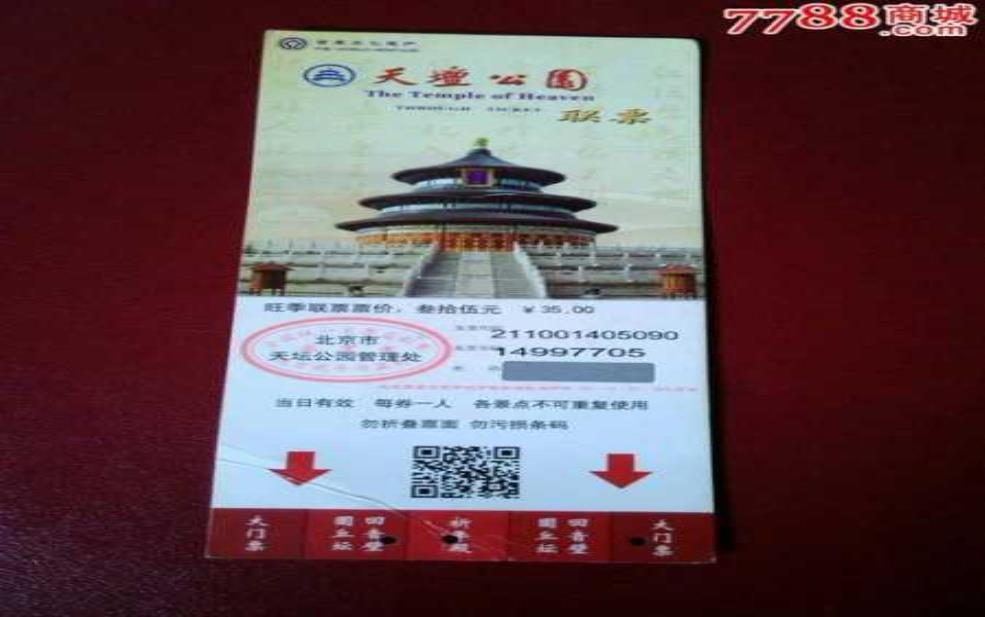 7788商城
.com
天壇公園
The Temple of Heaven
THROUGH TICKET
联票
旺季联票票价：叁拾伍元 ￥35.00
211001405090
14997705
北京市
天坛公园管理处
当日有效 每券一人 各景点不可重复使用
勿折叠票面 勿污损条码
大门票
回音壁
圜丘坛
祈年殿
回音壁
圜丘坛
大门票